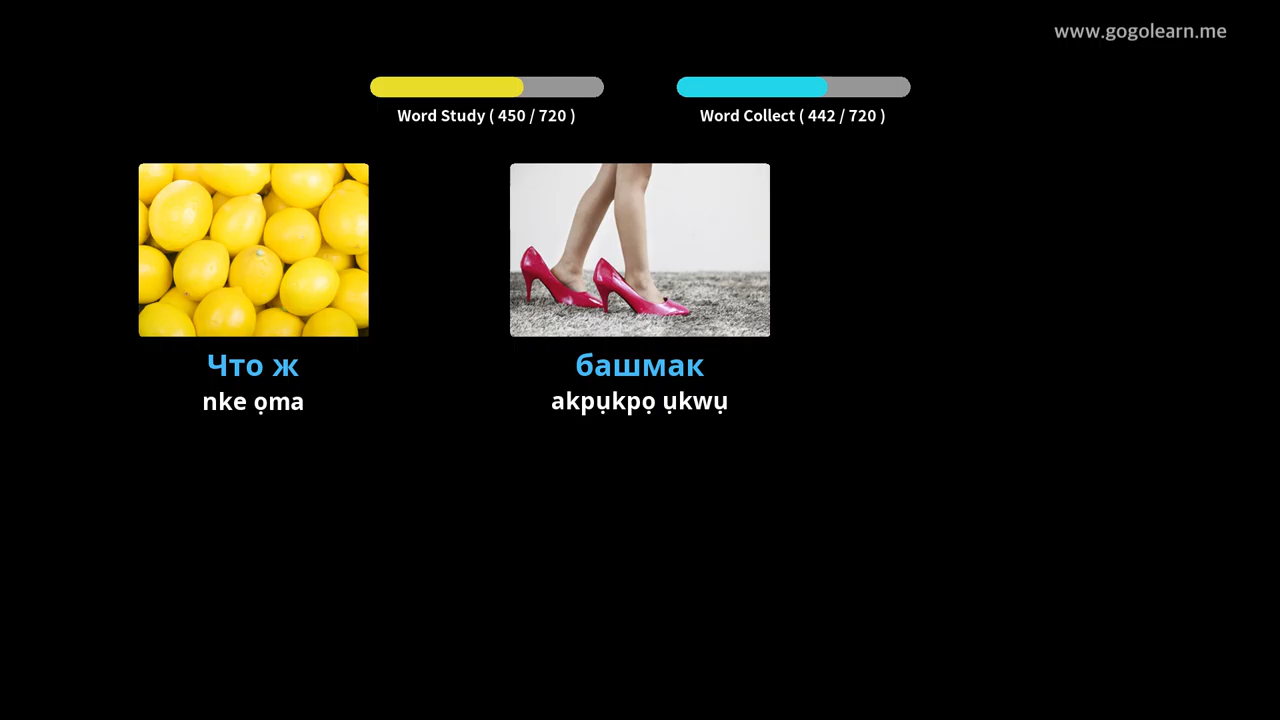 www.gogolearn.me
Word Study ( 450 / 720 )
Word Collect ( 442 / 720 )
Что ж
nke ọma
башмак
akpụkpọ ụkwụ